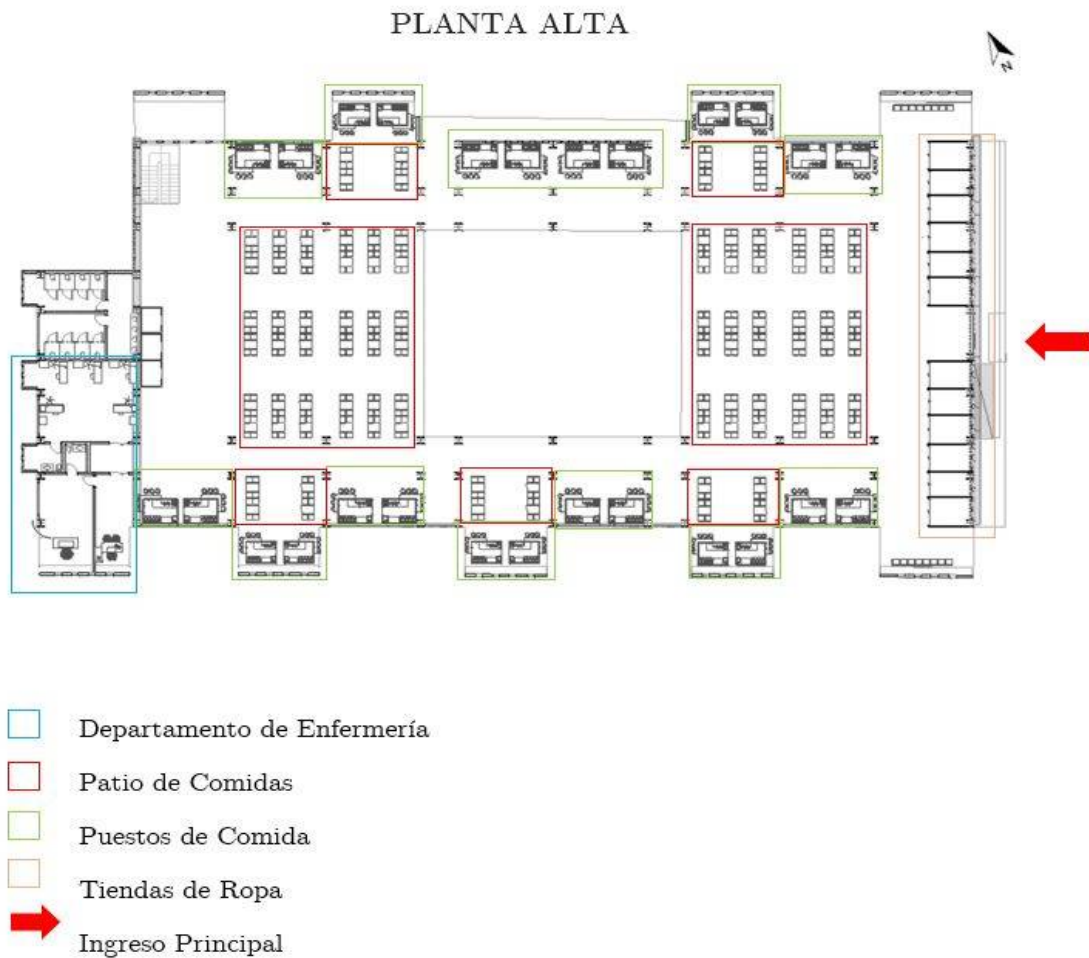 PLANTA ALTA
N
Departamento de Enfermería
Patio de Comidas
Puestos de Comida
Tiendas de Ropa
Ingreso Principal